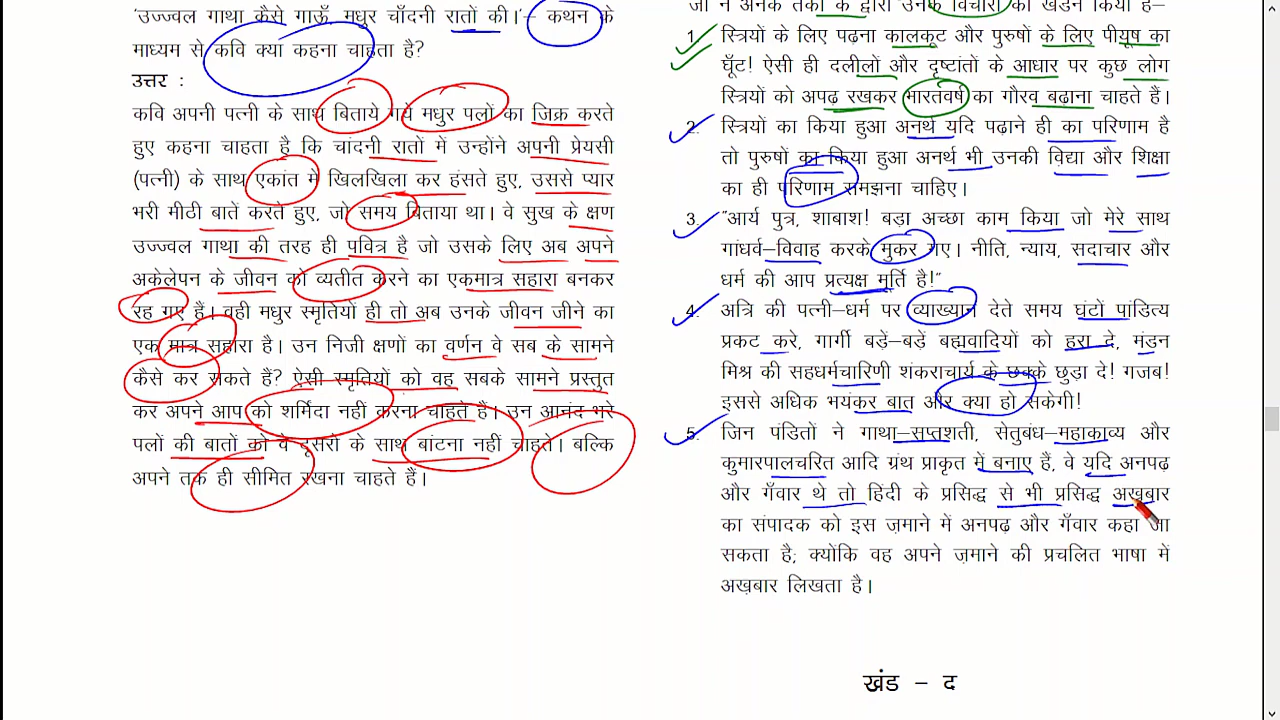 'उज्ज्वल गाथा कैसे गाऊँ, मधुर चाँदनी रातों की।'– कथन के
माध्यम से कवि क्या कहना चाहता है?
उत्तर :
कवि अपनी पत्नी के साथ बिताये गये मधुर पलों का जिक्र करते
हुए कहना चाहता है कि चांदनी रातों में उन्होंने अपनी प्रेयसी
(पत्नी) के साथ एकांत में खिलखिला कर हंसते हुए, उससे प्यार
भरी मीठी बातें करते हुए, जो समय बिताया था। वे सुख के क्षण
उज्ज्वल गाथा की तरह ही पवित्र है जो उसके लिए अब अपने
अकेलेपन के जीवन को व्यतीत करने का एकमात्र सहारा बनकर
रह गए हैं। वही मधुर स्मृतियों ही तो अब उनके जीवन जीने का
एक मात्र सहारा है। उन निजी क्षणों का वर्णन वे सब के सामने
कैसे कर सकते हैं? ऐसी स्मृतियों को वह सबके सामने प्रस्तुत
कर अपने आप को शर्मिंदा नहीं करना चाहते हैं। उन आनंद भरे
पलों की बातों को वे दूसरों के साथ बांटना नहीं चाहते। बल्कि
अपने तक ही सीमित रखना चाहते हैं।
जी ने अनेक तर्कों के द्वारा उनके विचारों का खंडन किया है–
1. स्त्रियों के लिए पढ़ना कालकूट और पुरुषों के लिए पीयूष का
घूँट! ऐसी ही दलीलों और दृष्टांतों के आधार पर कुछ लोग
स्त्रियों को अपढ़ रखकर भारतवर्ष का गौरव बढ़ाना चाहते हैं।
2. स्त्रियों का किया हुआ अनर्थ यदि पढ़ाने ही का परिणाम है
तो पुरुषों का किया हुआ अनर्थ भी उनकी विद्या और शिक्षा
का ही परिणाम समझना चाहिए।
3. "आर्य पुत्र, शाबाश! बड़ा अच्छा काम किया जो मेरे साथ
गांधर्व–विवाह करके मुकर गए। नीति, न्याय, सदाचार और
धर्म की आप प्रत्यक्ष मूर्ति है!"
4. अत्रि की पत्नी–धर्म पर व्याख्यान देते समय घंटों पांडित्य
प्रकट करे, गार्गी बड़े–बड़े बह्मवादियों को हरा दे, मंडन
मिश्र की सहधर्मचारिणी शंकराचार्य के छक्के छुड़ा दे! गजब!
इससे अधिक भयंकर बात और क्या हो सकेगी!
5. जिन पंडितों ने गाथा–सप्तशती, सेतुबंध–महाकाव्य और
कुमारपालचरित आदि ग्रंथ प्राकृत में बनाए हैं, वे यदि अनपढ़
और गँवार थे तो हिंदी के प्रसिद्ध से भी प्रसिद्ध अख़बार
का संपादक को इस ज़माने में अनपढ़ और गँवार कहा जा
सकता है; क्योंकि वह अपने ज़माने की प्रचलित भाषा में
अख़बार लिखता है।
खंड – द